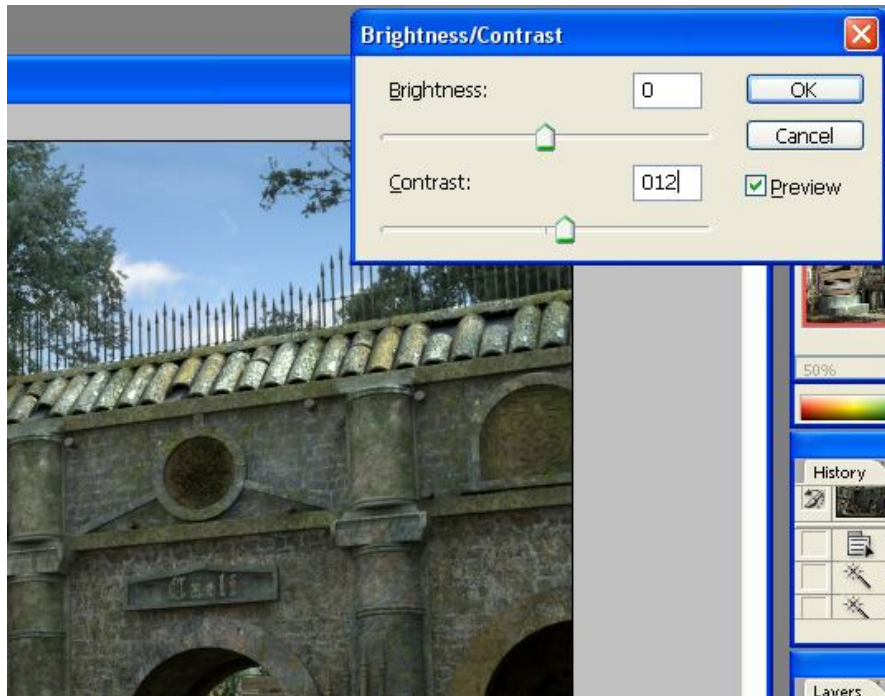 Brightness/Contrast
Brightness: 0
OK
Cancel
Contrast: 012
Preview
50%
History
Layers